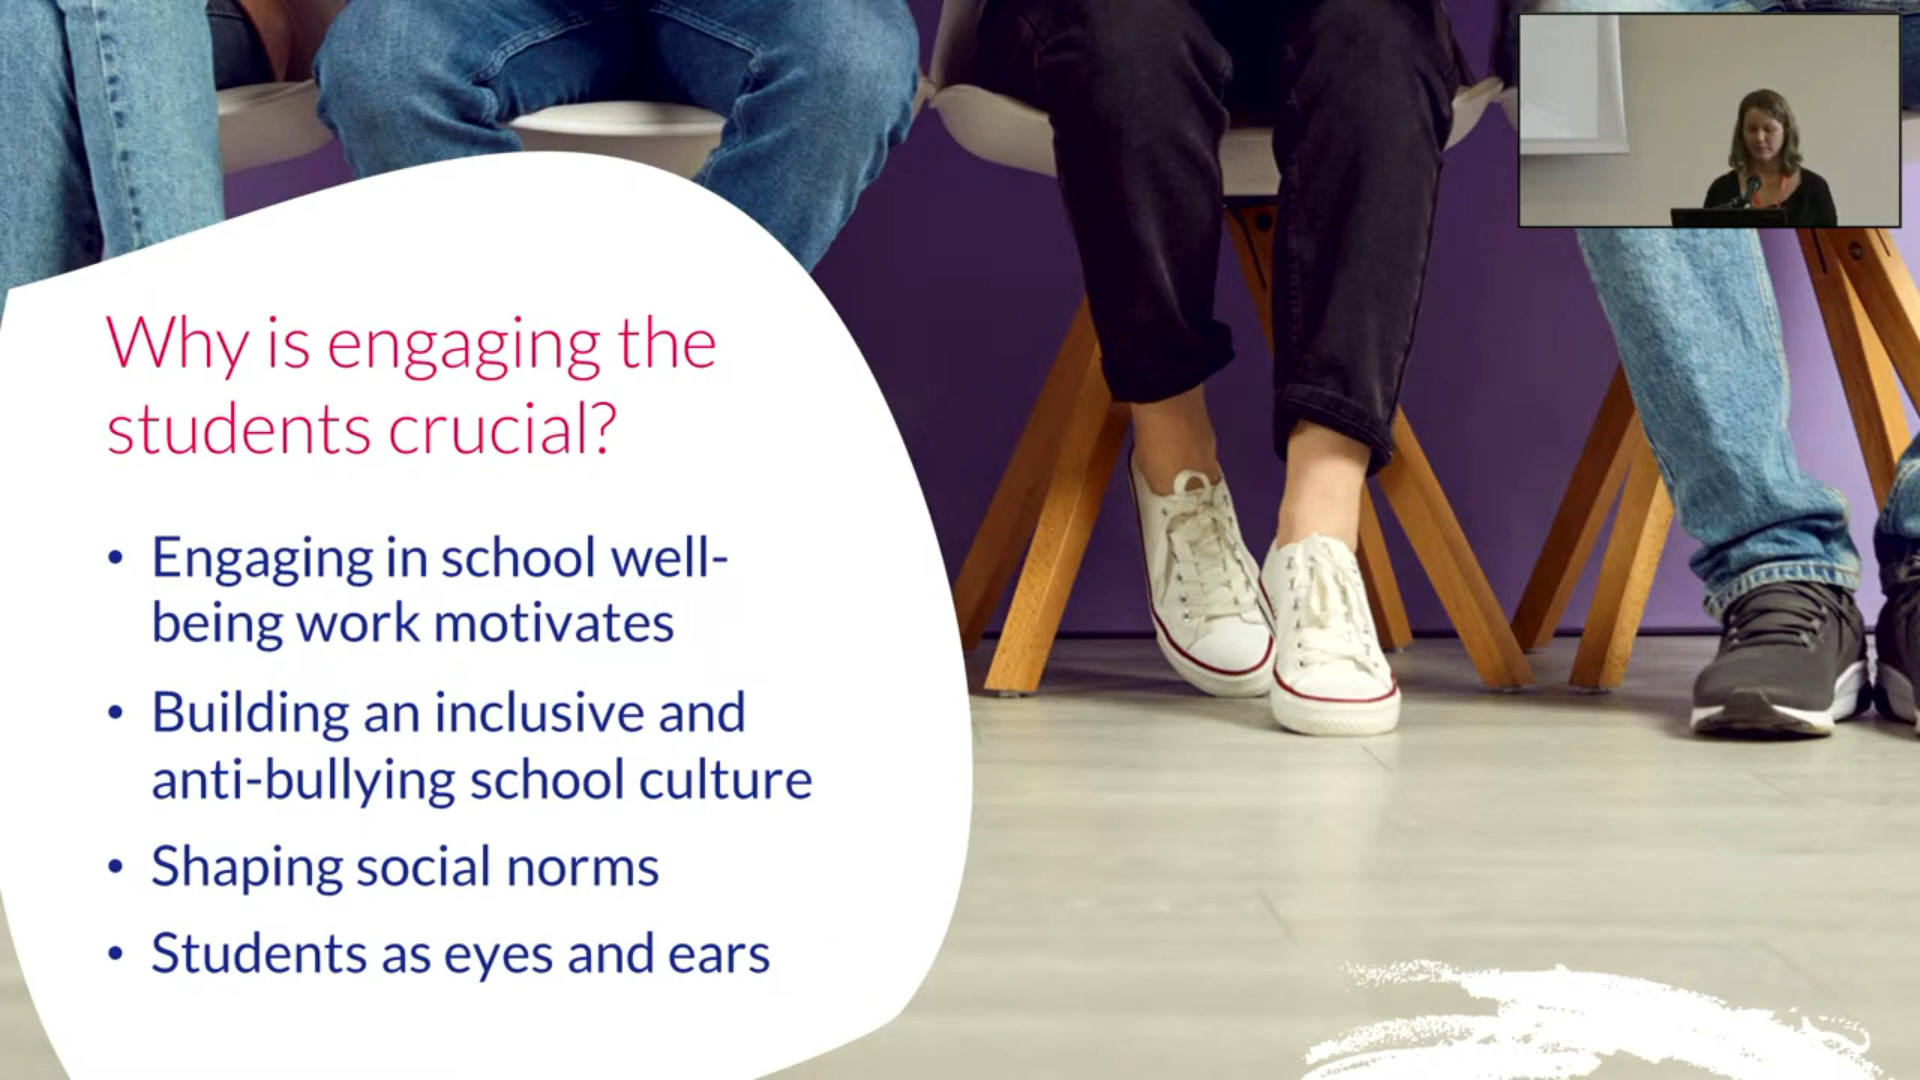 Why is engaging the
students crucial?
• Engaging in school well-
being work motivates
• Building an inclusive and
anti-bullying school culture
• Shaping social norms
• Students as eyes and ears